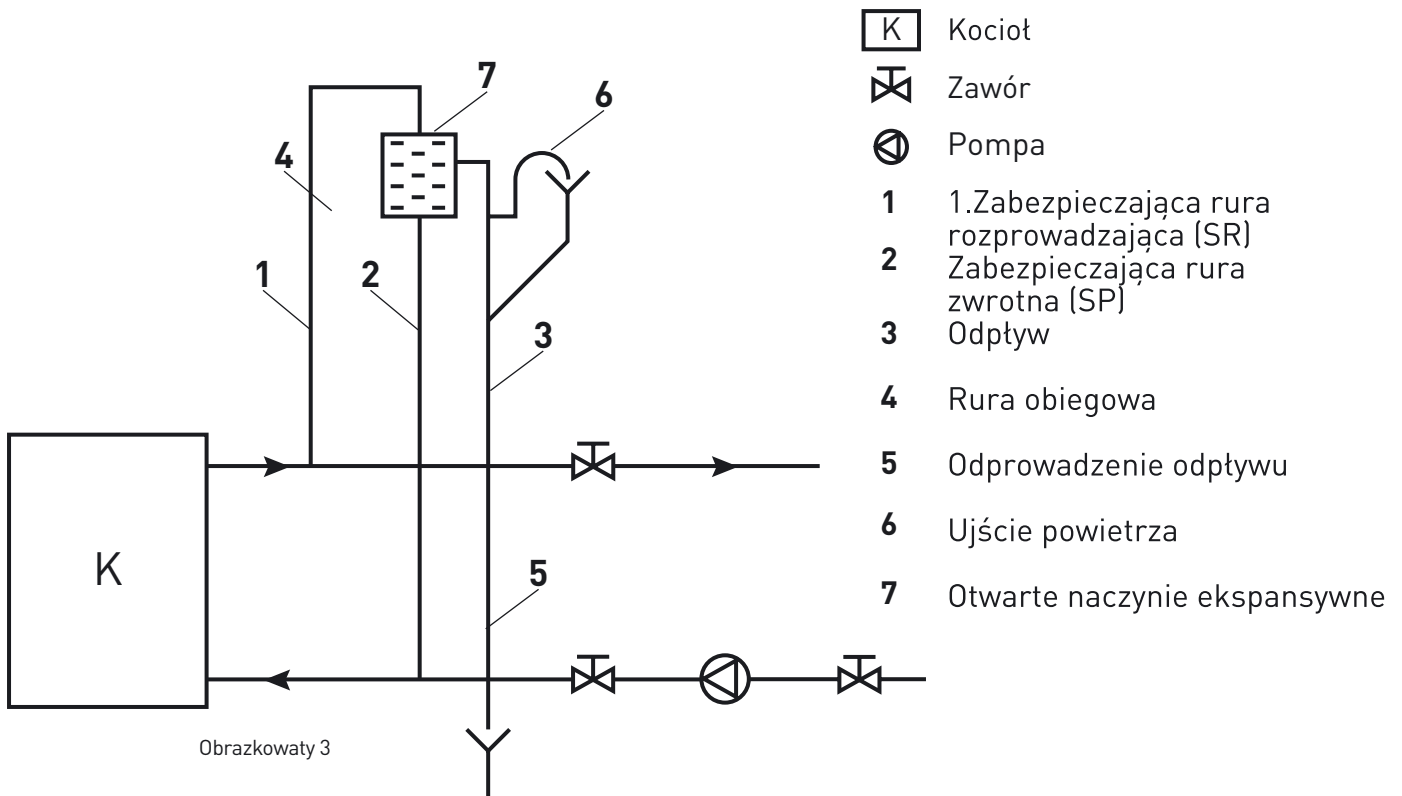 7
6
4
1
2
3
K
5
Obrazkowaty 3
K Kocioł
Zawór
Pompa
1 1.Zabezpieczająca rura
rozprowadzająca (SR)
2 Zabezpieczająca rura
zwrotna (SP)
3 Odpływ
4 Rura obiegowa
5 Odprowadzenie odpływu
6 Ujście powietrza
7 Otwarte naczynie ekspansywne